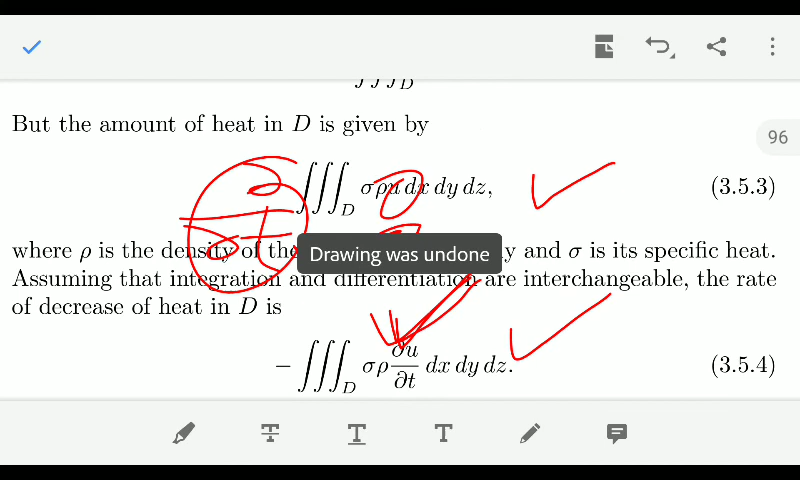 ∫∫∫_D
But the amount of heat in D is given by
96
∂/∂t ∫∫∫_D σρu dx dy dz, (3.5.3)
where ρ is the density of the y and σ is its specific heat.
Drawing was undone
Assuming that integration and differentiation are interchangeable, the rate
of decrease of heat in D is
− ∫∫∫_D σρ ∂u/∂t dx dy dz. (3.5.4)
T T